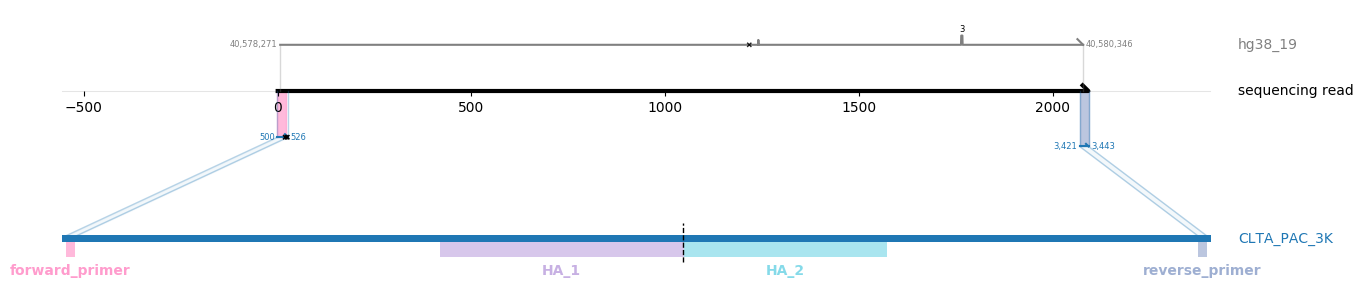 3
40,578,271 40,580,346 hg38_19
sequencing read
−500 0 500 1000 1500 2000
500 526 3,421 3,443
CLTA_PAC_3K
forward_primer HA_1 HA_2 reverse_primer